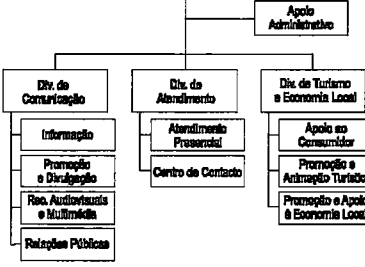 Apoio
Administrativo
Div. de
Comunicação
Div. de
Atendimento
Div. de Turismo
e Economia Local
Informação
Promoção
e Divulgação
Rec. Audiovisuais
e Multimédia
Relações Públicas
Atendimento
Presencial
Centro de Contacto
Apoio ao
Consumidor
Promoção e
Animação Turístic
Promoção e Apoio
à Economia Local